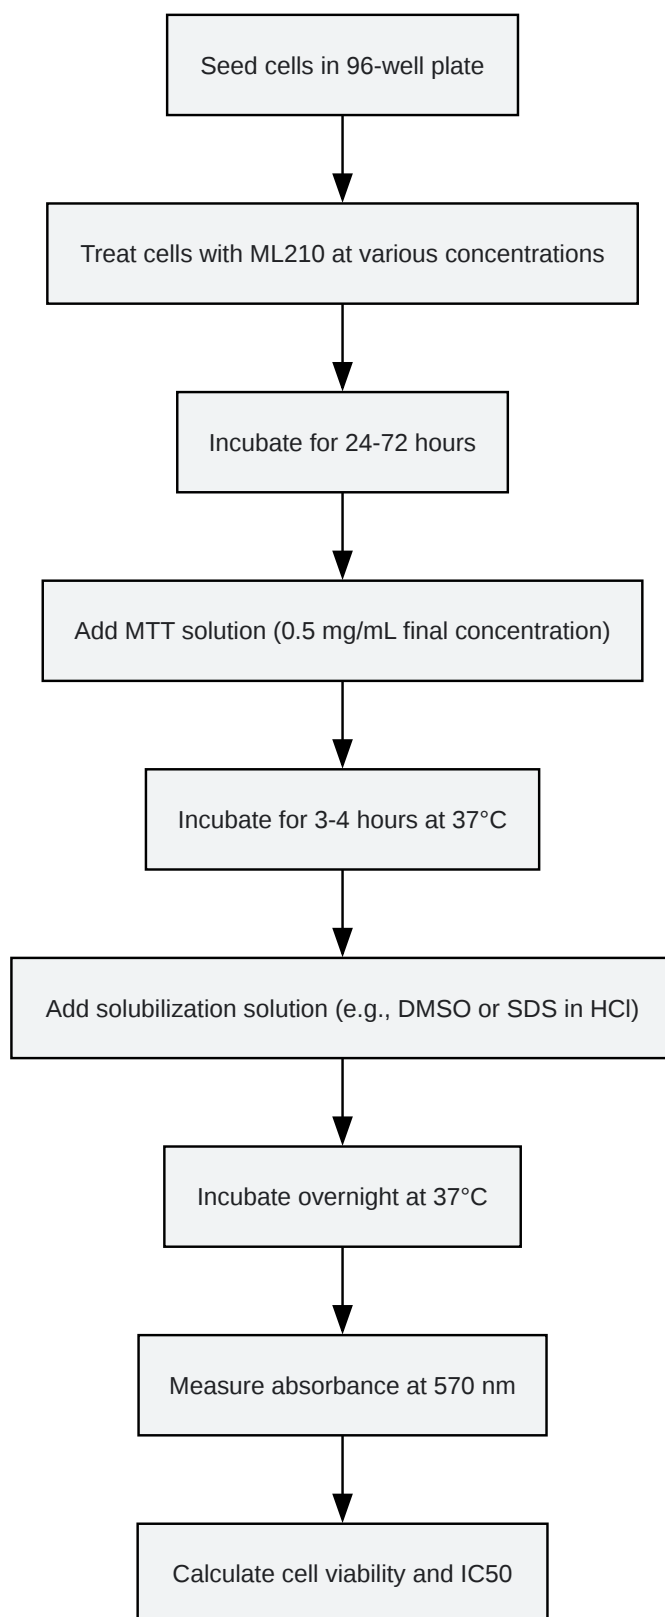 Seed cells in 96-well plate
Treat cells with ML210 at various concentrations
Incubate for 24-72 hours
Add MTT solution (0.5 mg/mL final concentration)
Incubate for 3-4 hours at 37°C
Add solubilization solution (e.g., DMSO or SDS in HCl)
Incubate overnight at 37°C
Measure absorbance at 570 nm
Calculate cell viability and IC50